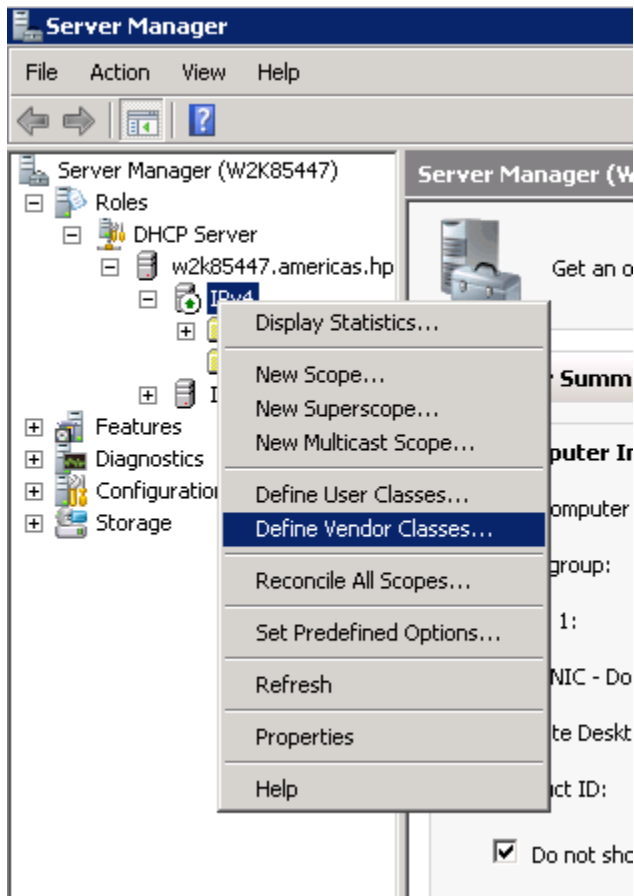 Server Manager
File Action View Help
Server Manager (W2K85447)
Roles
DHCP Server
w2k85447.americas.hp
IPv4
Features
Diagnostics
Configuration
Storage
Display Statistics...
New Scope...
New Superscope...
New Multicast Scope...
Define User Classes...
Define Vendor Classes...
Reconcile All Scopes...
Set Predefined Options...
Refresh
Properties
Help
Server Manager (W
Get an o
Summ
puter In
omputer
group:
1:
NIC - Do
te Deskt
ct ID:
Do not sho